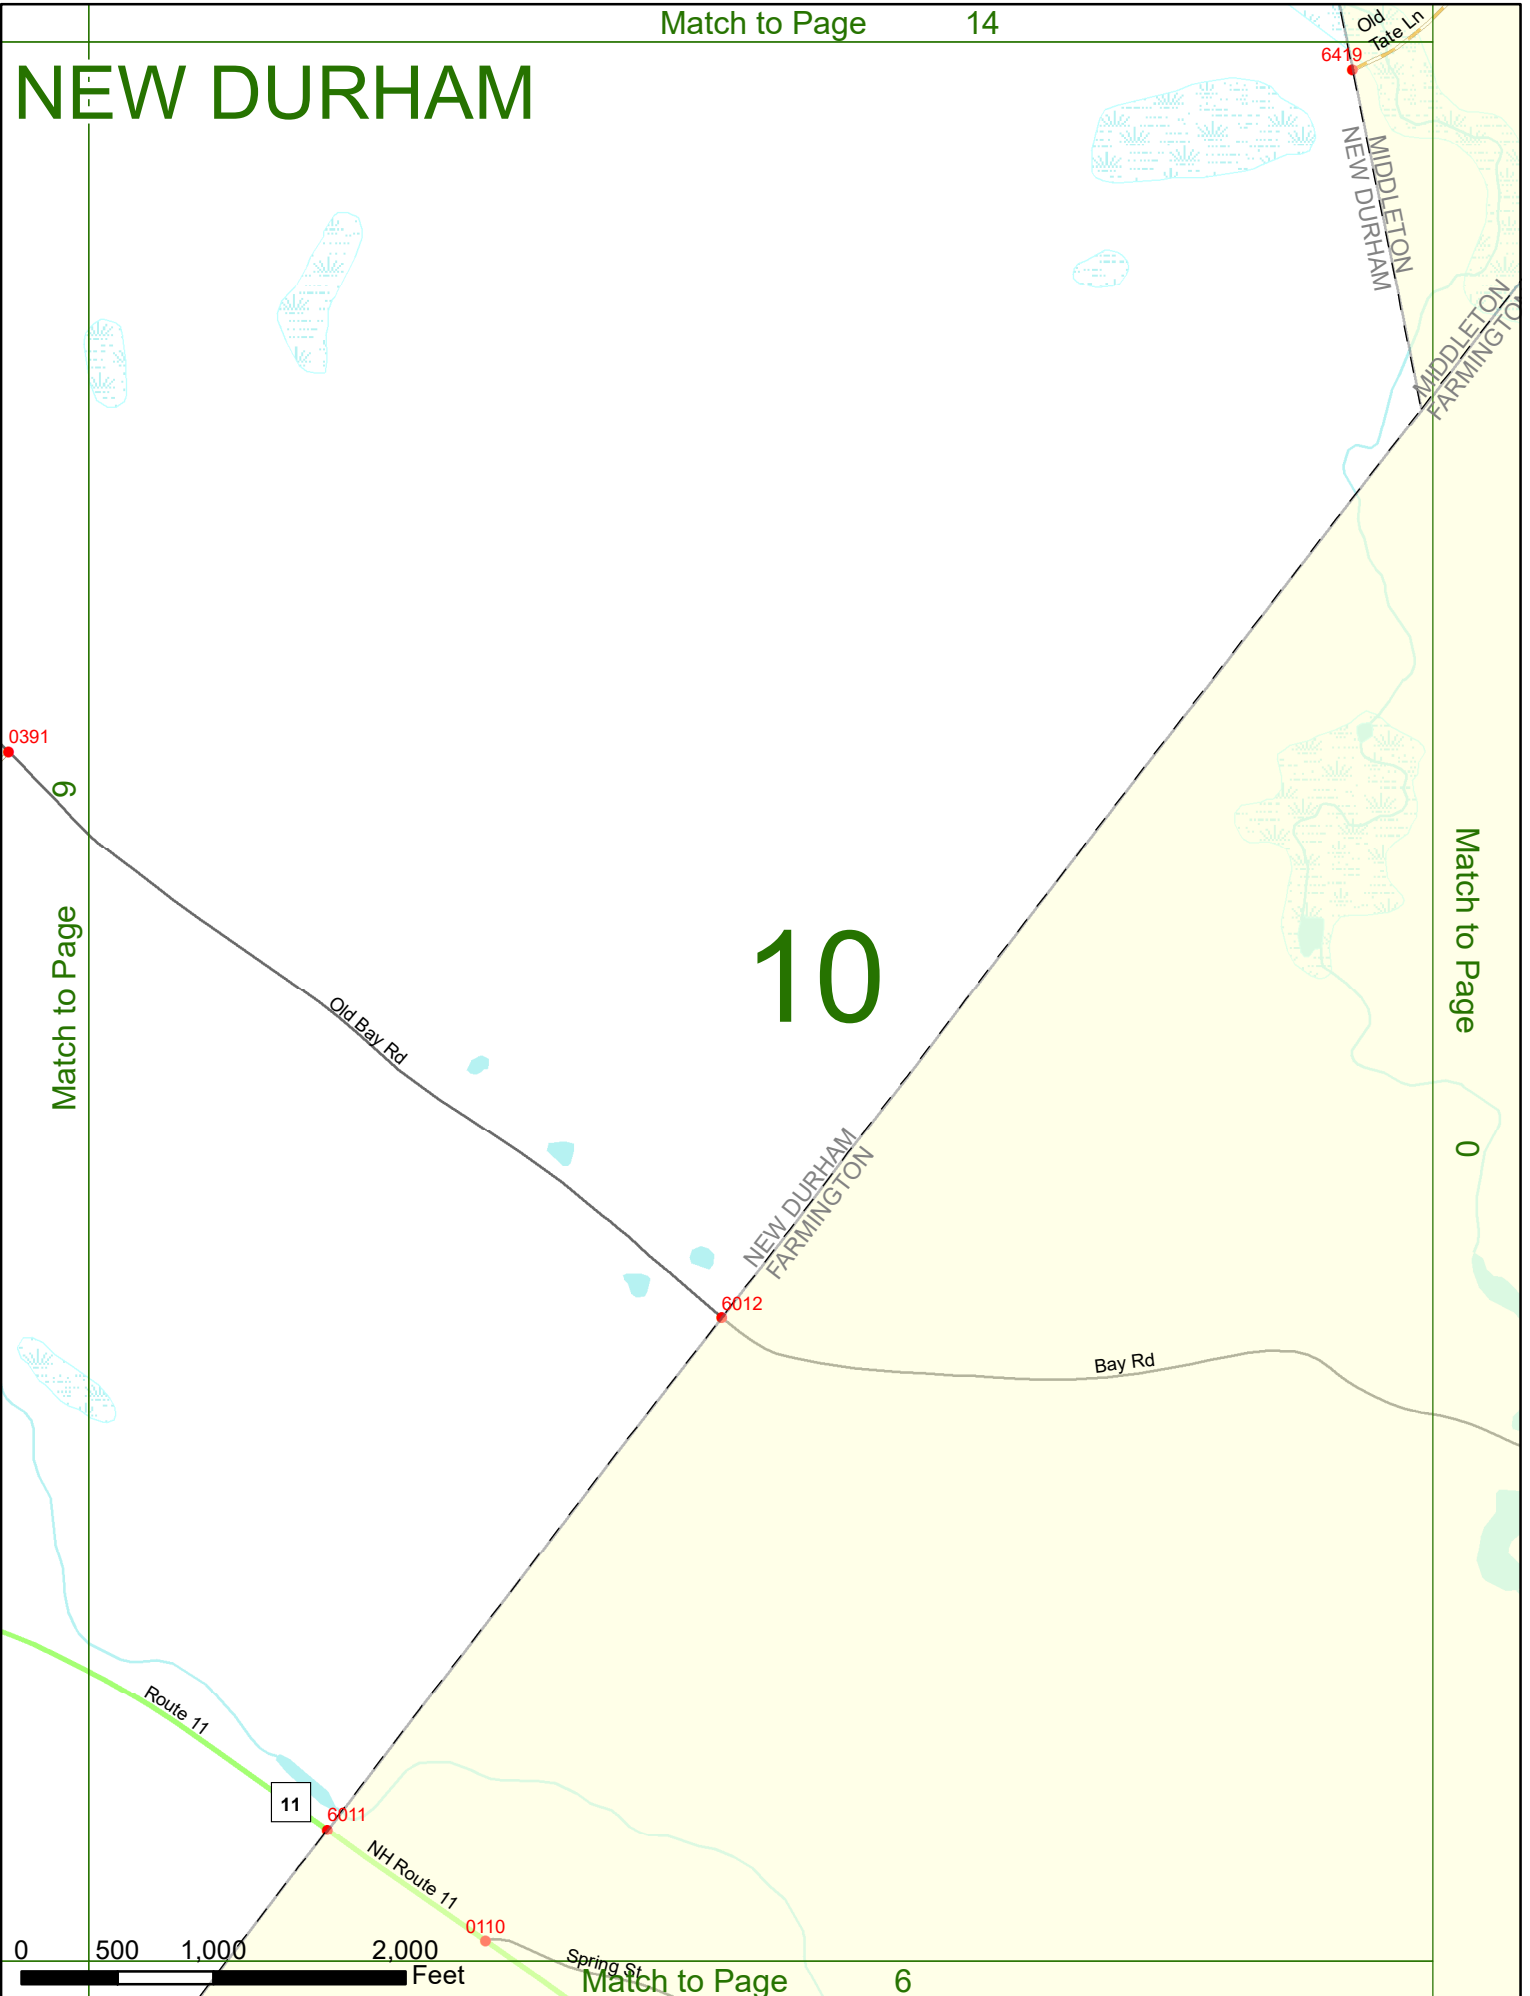 Match to Page 14
Old
Tate Ln
6419
NEW DURHAM
MIDDLETON
NEW DURHAM
MIDDLETON
FARMINGTON
0391
Match to Page 9
10
Match to Page 0
Old Bay Rd
NEW DURHAM
FARMINGTON
6012
Bay Rd
Route 11
11
6011
NH Route 11
0110
Spring St
0 500 1,000 2,000
Feet
Match to Page 6